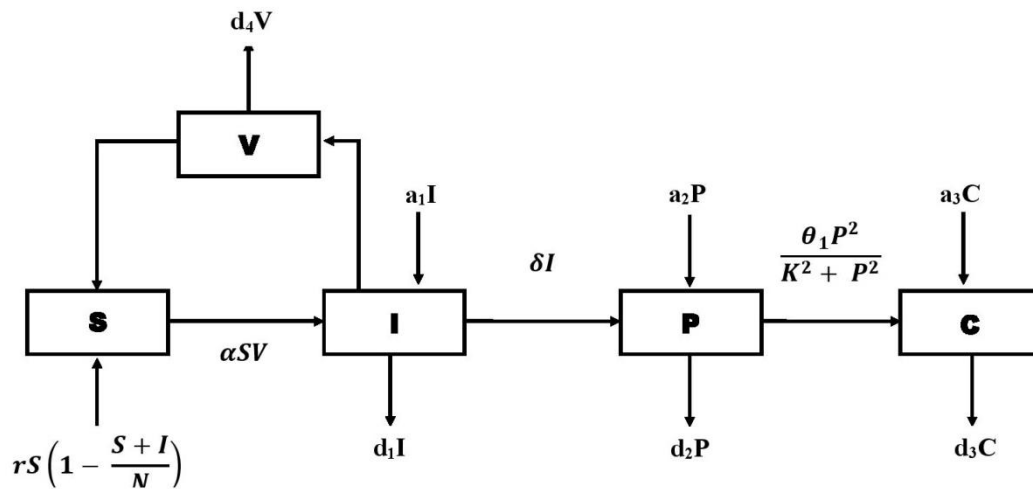 d₄V
V
a₁I
a₂P
a₃C
δI
θ₁P²
K² + P²
S
I
P
C
αSV
rS(1 − (S + I)/N)
d₁I
d₂P
d₃C